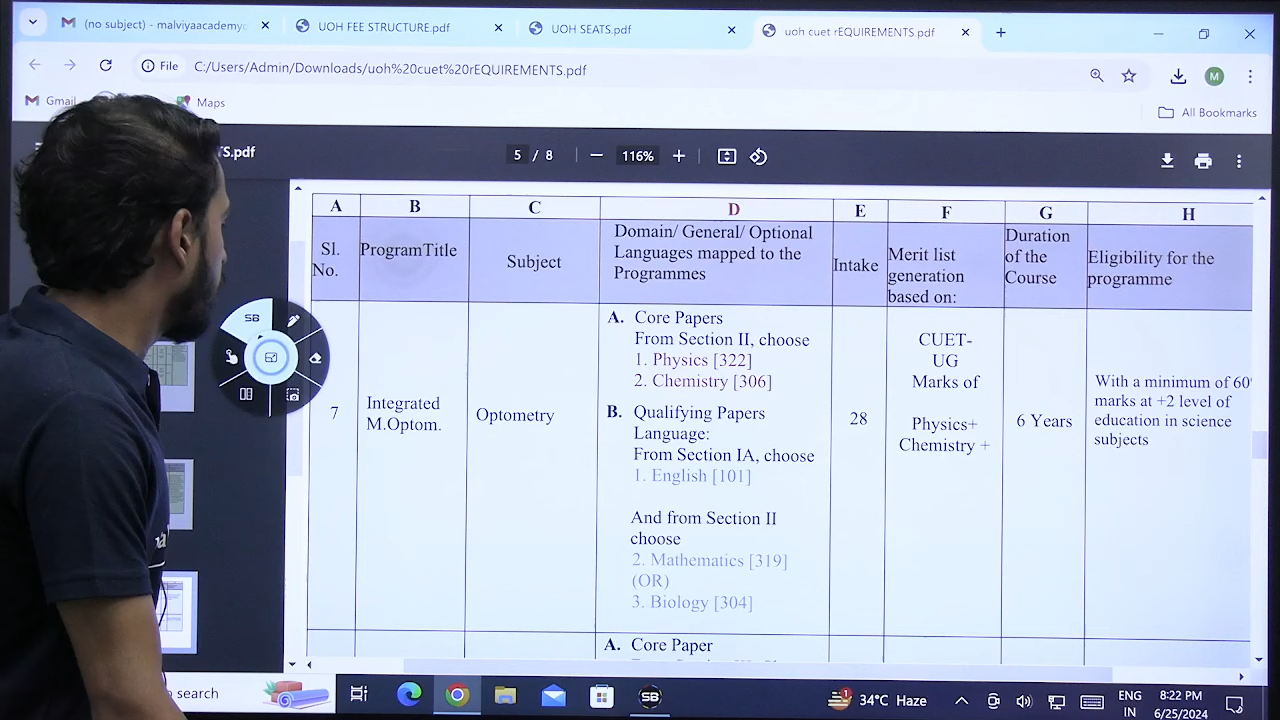 (no subject) - malviyaacademyc
UOH FEE STRUCTURE.pdf
UOH SEATS.pdf
uoh cuet rEQUIREMENTS.pdf
File
C:/Users/Admin/Downloads/uoh%20cuet%20rEQUIREMENTS.pdf
M
Gmail
Maps
All Bookmarks
TS.pdf
5 / 8
116%
A B C D E F G H
Sl.
No.
ProgramTitle
Subject
Domain/ General/ Optional
Languages mapped to the
Programmes
Intake
Merit list
generation
based on:
Duration
of the
Course
Eligibility for the
programme
7
Integrated
M.Optom.
Optometry
A. Core Papers
From Section II, choose
1. Physics [322]
2. Chemistry [306]
B. Qualifying Papers
Language:
From Section IA, choose
1. English [101]
And from Section II
choose
2. Mathematics [319]
(OR)
3. Biology [304]
28
CUET-
UG
Marks of
Physics+
Chemistry +
6 Years
With a minimum of 60
marks at +2 level of
education in science
subjects
A. Core Paper
SB
search
SB
1
34°C Haze
ENG
IN
8:22 PM
6/25/2024